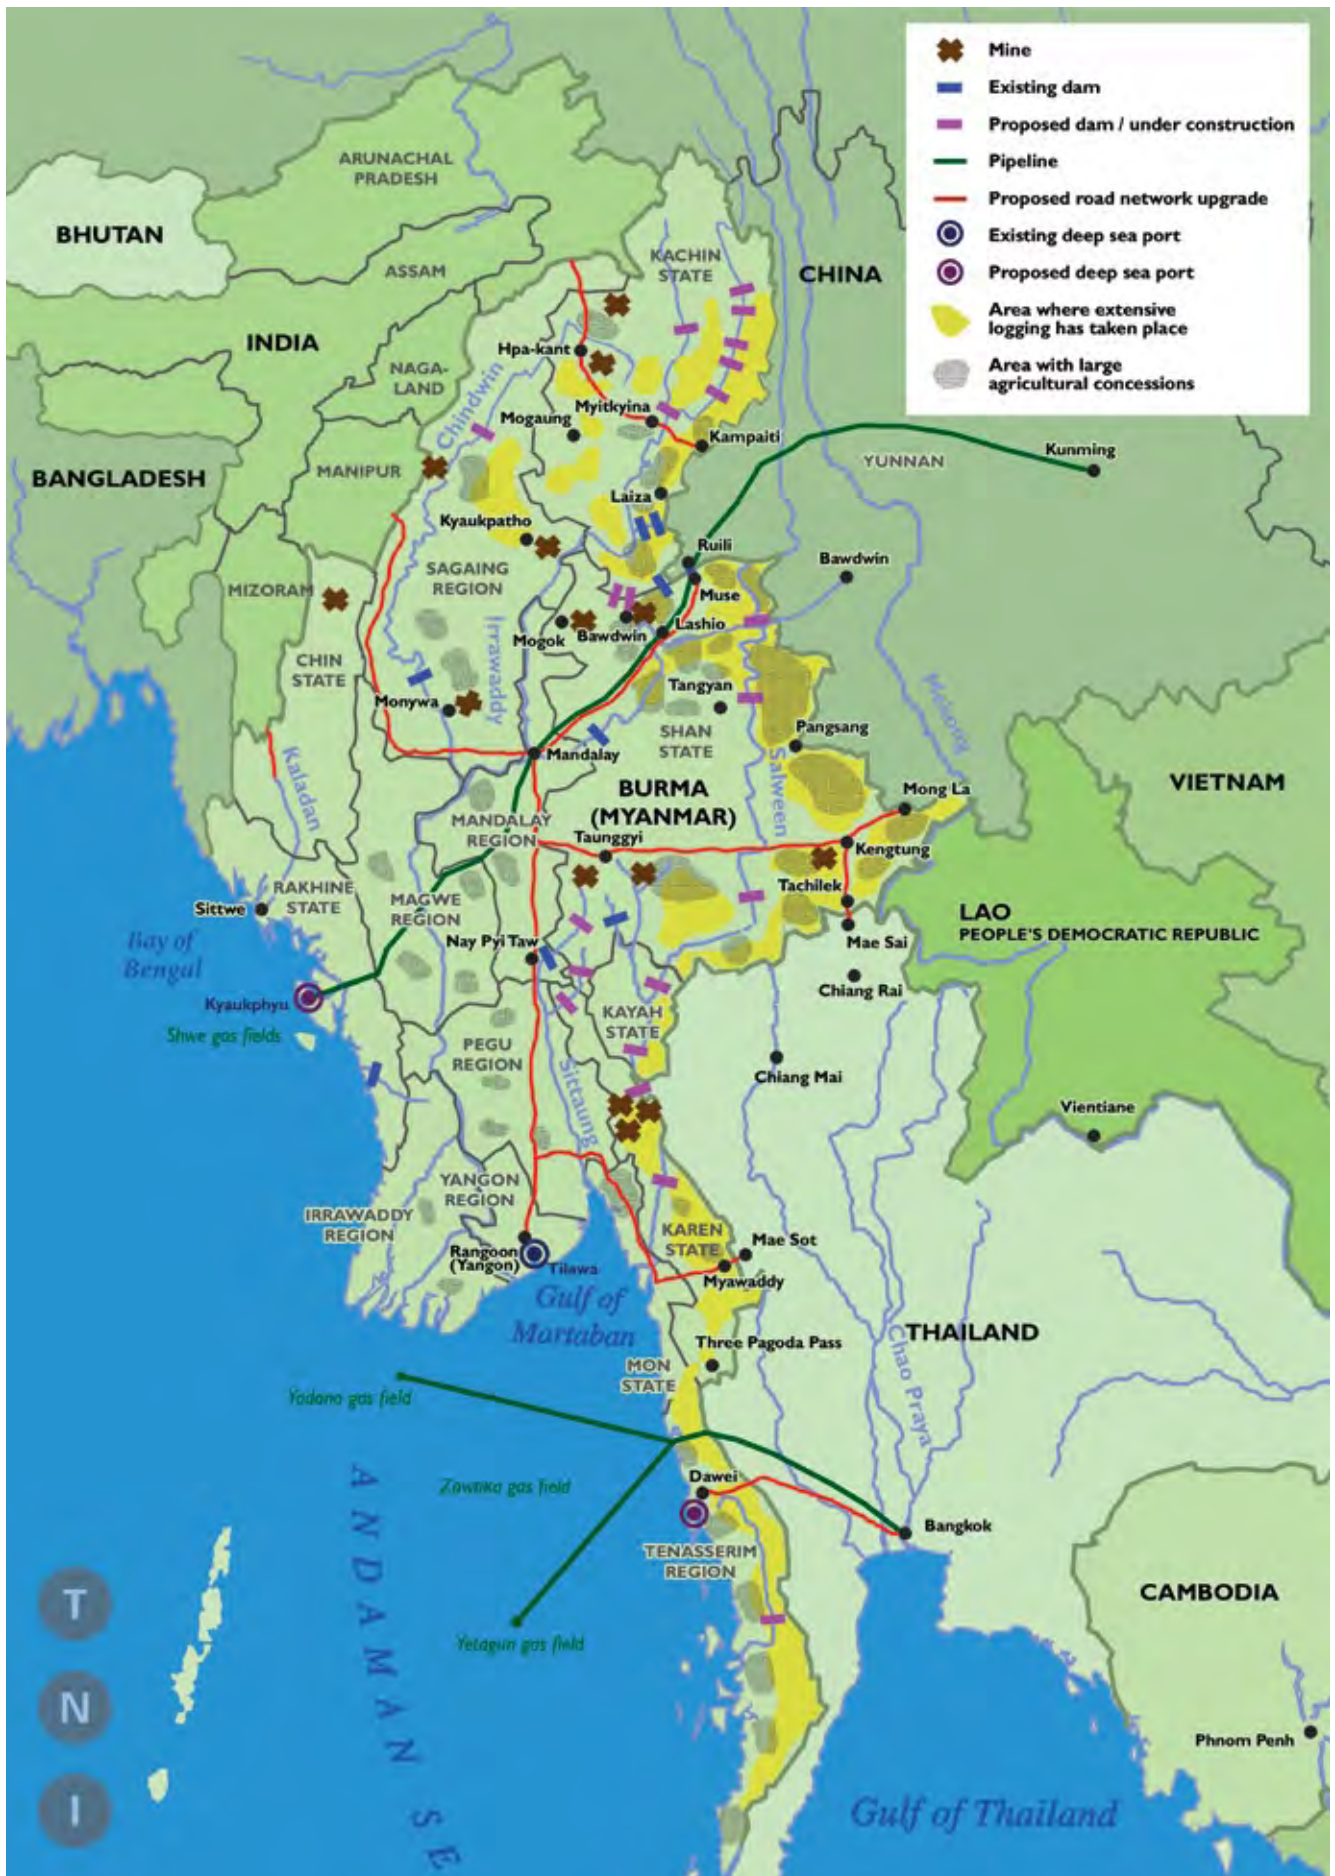 Mine
Existing dam
Proposed dam / under construction
Pipeline
Proposed road network upgrade
Existing deep sea port
Proposed deep sea port
Area where extensive
logging has taken place
Area with large
agricultural concessions
ARUNACHAL
PRADESH
BHUTAN
ASSAM
KACHIN
STATE
CHINA
INDIA
NAGA-
LAND
Hpa-kant
Chindwin
Myitkyina
Mogaung
Kampaiti
Kunming
YUNNAN
MANIPUR
BANGLADESH
Laiza
Kyaukpatho
Ruili
Bawdwin
SAGAING
REGION
MIZORAM
Muse
Irrawaddy
Lashio
Mogok
Bawdwin
CHIN
STATE
Tangyan
Mekong
Monywa
SHAN
STATE
Pangsang
Kaladan
Mandalay
Salween
VIETNAM
BURMA
(MYANMAR)
Mong La
MANDALAY
REGION
Taunggyi
Kengtung
Tachilek
RAKHINE
STATE
MAGWE
REGION
Sittwe
LAO
PEOPLE'S DEMOCRATIC REPUBLIC
Bay of
Bengal
Nay Pyi Taw
Mae Sai
Chiang Rai
Kyaukphyu
Shwe gas fields
KAYAH
STATE
PEGU
REGION
Sittaung
Chiang Mai
Vientiane
YANGON
REGION
IRRAWADDY
REGION
KAREN
STATE
Mae Sot
Rangoon
(Yangon)
Tilawa
Myawaddy
Gulf of
Martaban
THAILAND
Chao Praya
Three Pagoda Pass
MON
STATE
Yadana gas field
Zawtika gas field
Dawei
Bangkok
TENASSERIM
REGION
CAMBODIA
Yetagun gas field
ANDAMAN SE
T
N
I
Phnom Penh
Gulf of Thailand